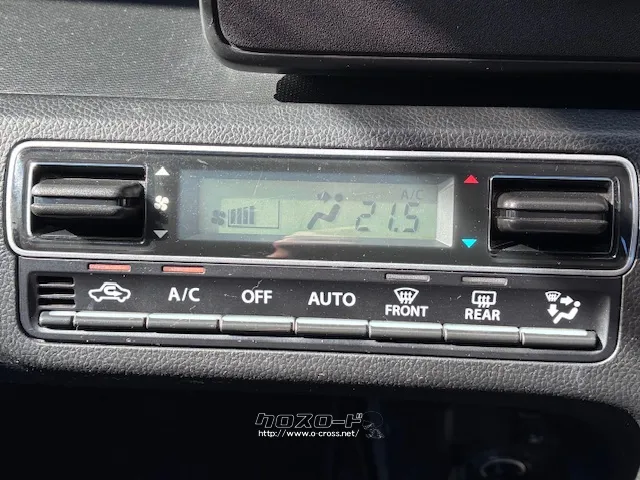 A/C
21.5
A/C
OFF
AUTO
FRONT
REAR
クロスロード
http://www.o-cross.net/